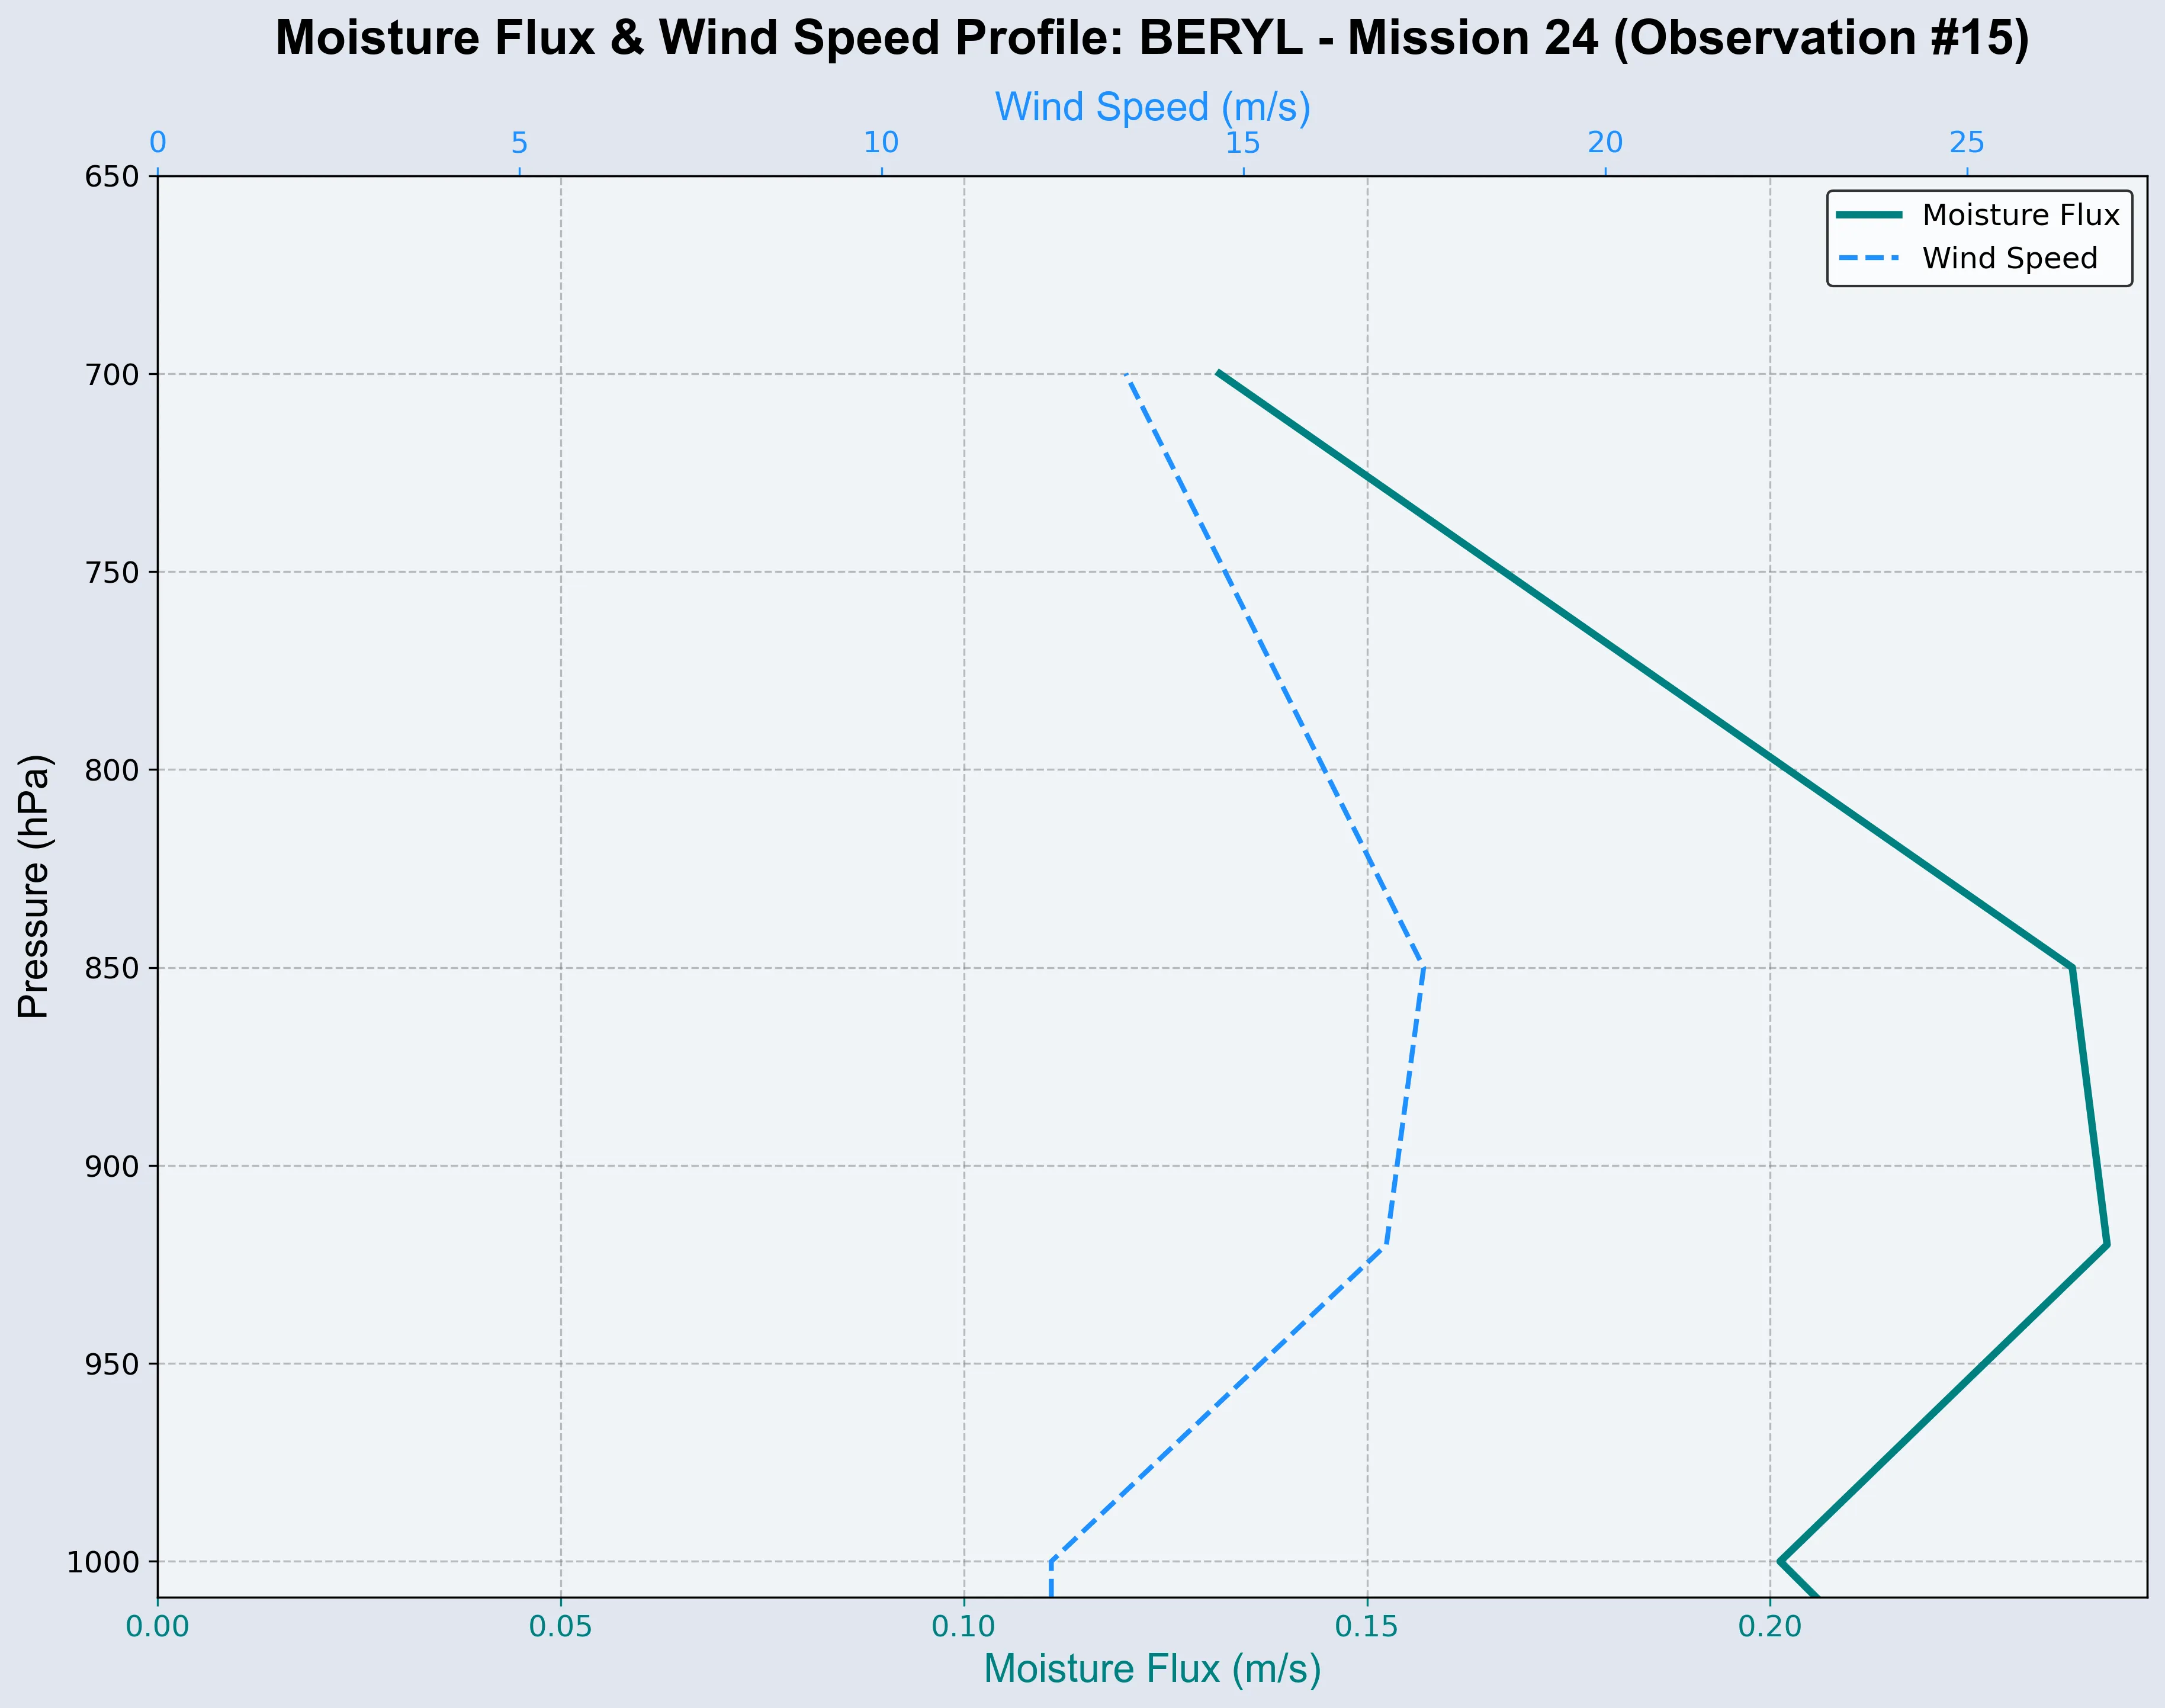 Moisture Flux & Wind Speed Profile: BERYL - Mission 24 (Observation #15)
Wind Speed (m/s)
0 5 10 15 20 25
Moisture Flux
Wind Speed
Pressure (hPa)
650
700
750
800
850
900
950
1000
0.00 0.05 0.10 0.15 0.20
Moisture Flux (m/s)